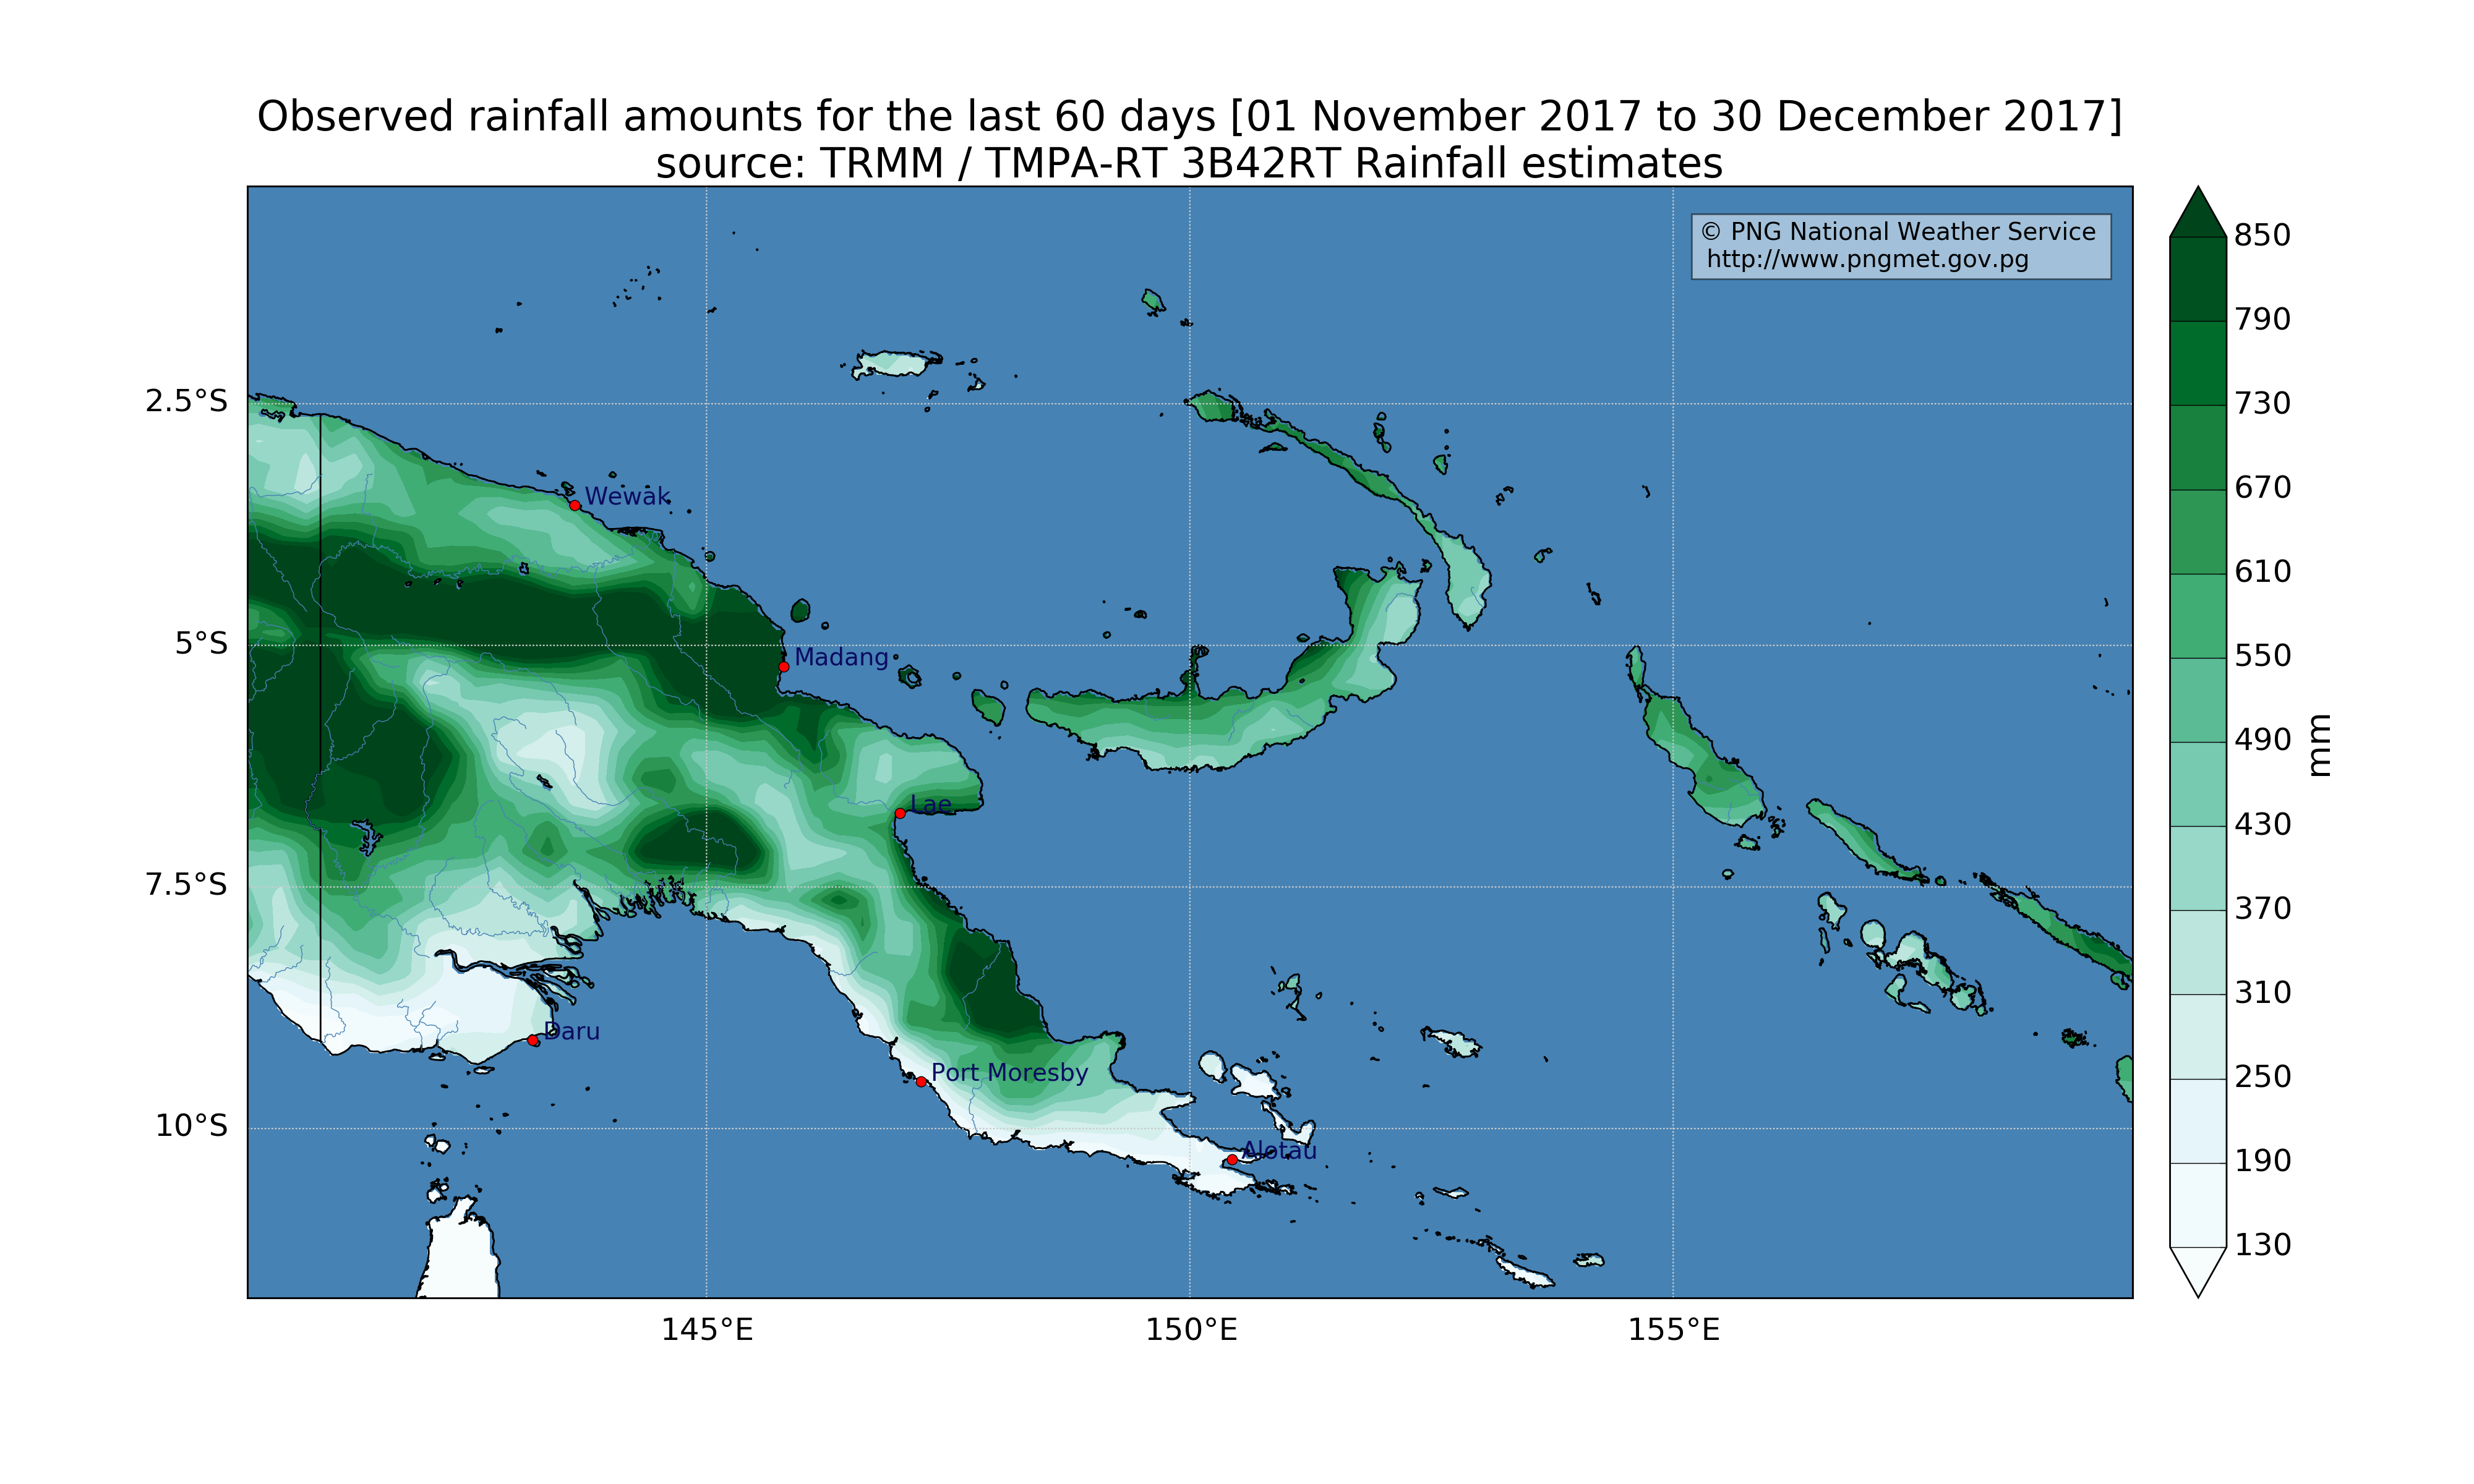 Observed rainfall amounts for the last 60 days [01 November 2017 to 30 December 2017]
source: TRMM / TMPA-RT 3B42RT Rainfall estimates
© PNG National Weather Service
http://www.pngmet.gov.pg
850
790
730
670
610
550
490
430
370
310
250
190
130
mm
2.5°S
5°S
7.5°S
10°S
Wewak
Madang
Lae
Daru
Port Moresby
Alotau
145°E
150°E
155°E